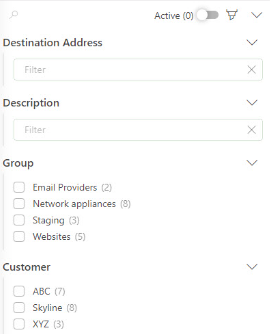 Active (0)
Destination Address
Filter
Description
Filter
Group
Email Providers (2)
Network appliances (8)
Staging (3)
Websites (5)
Customer
ABC (7)
Skyline (8)
XYZ (3)